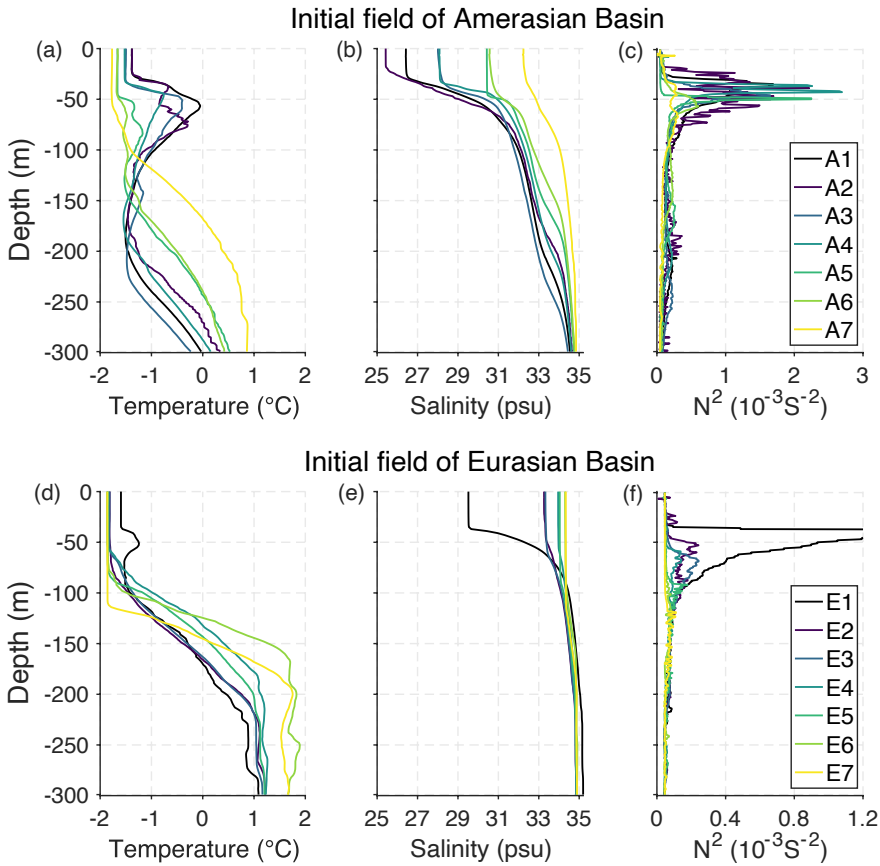 Initial field of Amerasian Basin
(a)
(b)
(c)
0
-50
-100
-150
-200
-250
-300
Depth (m)
-2 -1 0 1 2
Temperature (°C)
25 27 29 31 33 35
Salinity (psu)
0 1 2 3
N² (10⁻³S⁻²)
A1
A2
A3
A4
A5
A6
A7
Initial field of Eurasian Basin
(d)
(e)
(f)
0
-50
-100
-150
-200
-250
-300
Depth (m)
-2 -1 0 1 2
Temperature (°C)
25 27 29 31 33 35
Salinity (psu)
0 0.4 0.8 1.2
N² (10⁻³S⁻²)
E1
E2
E3
E4
E5
E6
E7